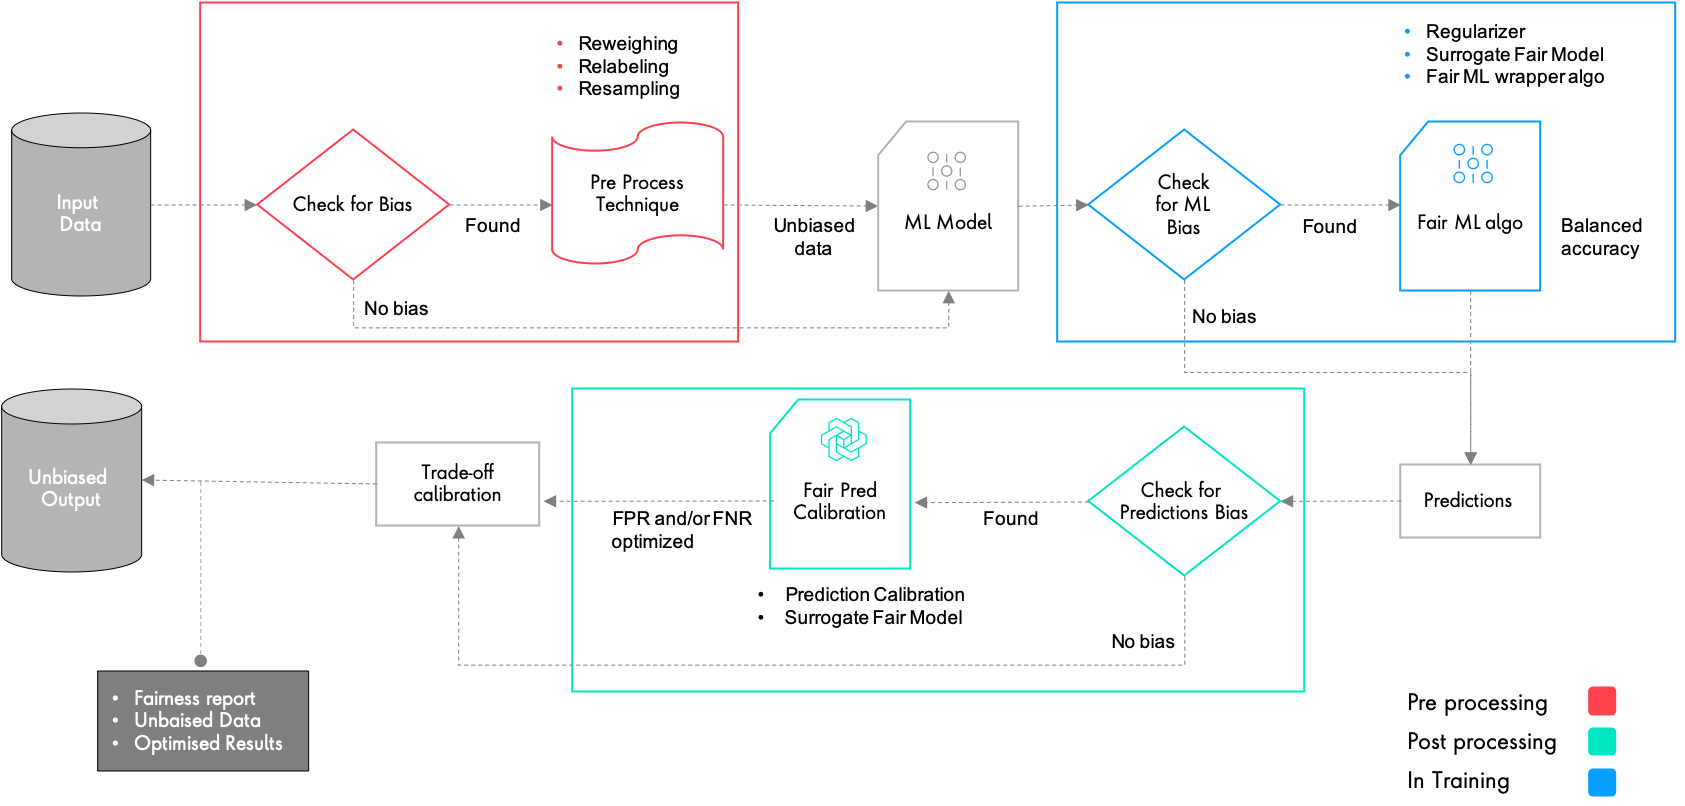 Reweighing
Relabeling
Resampling
Regularizer
Surrogate Fair Model
Fair ML wrapper algo
Input
Data
Check for Bias
Found
Pre Process
Technique
Unbiased
data
ML Model
Check
for ML
Bias
Found
Fair ML algo
Balanced
accuracy
No bias
No bias
Unbiased
Output
Trade-off
calibration
FPR and/or FNR
optimized
Fair Pred
Calibration
Found
Check for
Predictions Bias
Predictions
Prediction Calibration
Surrogate Fair Model
No bias
Fairness report
Unbaised Data
Optimised Results
Pre processing
Post processing
In Training